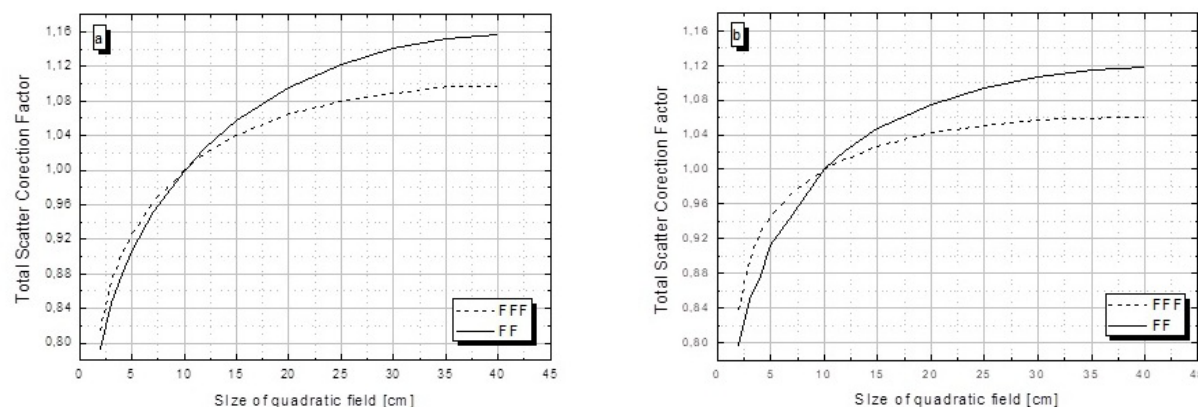 a
Total Scatter Corection Factor
1,16
1,12
1,08
1,04
1,00
0,96
0,92
0,88
0,84
0,80
FFF
FF
0 5 10 15 20 25 30 35 40 45
SIze of quadratic field [cm]
b
Total Scatter Corection Factor
1,16
1,12
1,08
1,04
1,00
0,96
0,92
0,88
0,84
0,80
FFF
FF
0 5 10 15 20 25 30 35 40 45
SIze of quadratic field [cm]